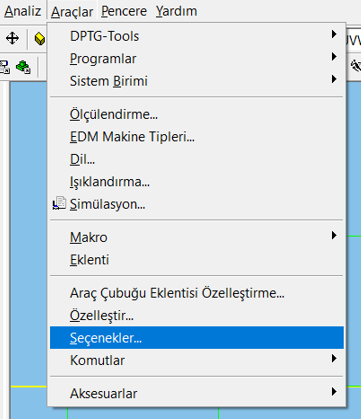 Analiz Araçlar Pencere Yardım
DPTG-Tools
Programlar
Sistem Birimi
Ölçülendirme...
EDM Makine Tipleri...
Dil...
Işıklandırma...
Simülasyon...
Makro
Eklenti
Araç Çubuğu Eklentisi Özelleştirme...
Özelleştir...
Seçenekler...
Komutlar
Aksesuarlar